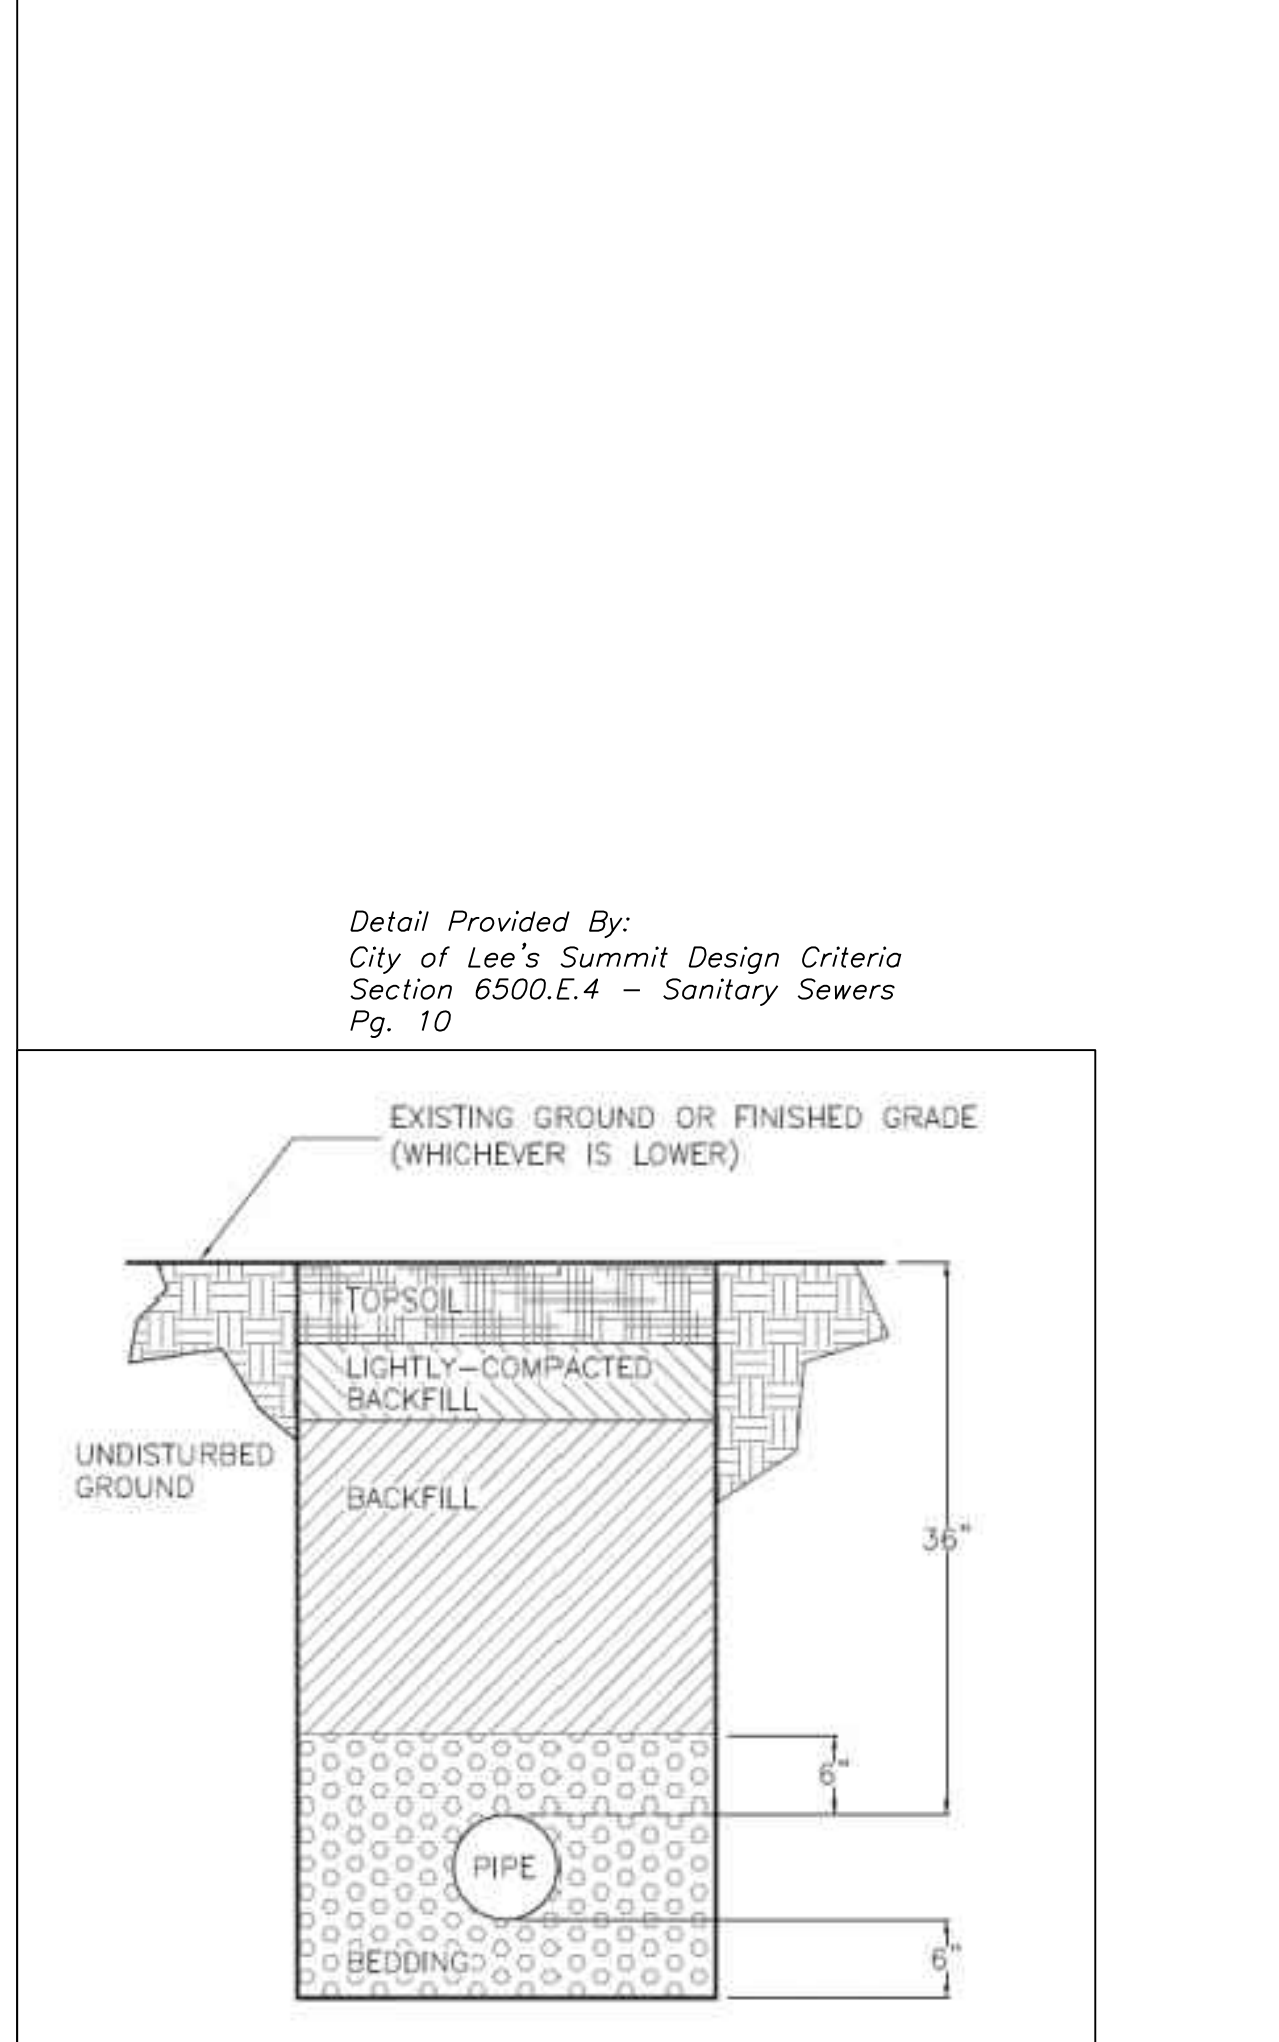 Detail Provided By:
City of Lee's Summit Design Criteria
Section 6500.E.4 – Sanitary Sewers
Pg. 10
EXISTING GROUND OR FINISHED GRADE
(WHICHEVER IS LOWER)
TOPSOIL
LIGHTLY–COMPACTED
BACKFILL
UNDISTURBED
GROUND
BACKFILL
36"
6"
PIPE
BEDDING
6"